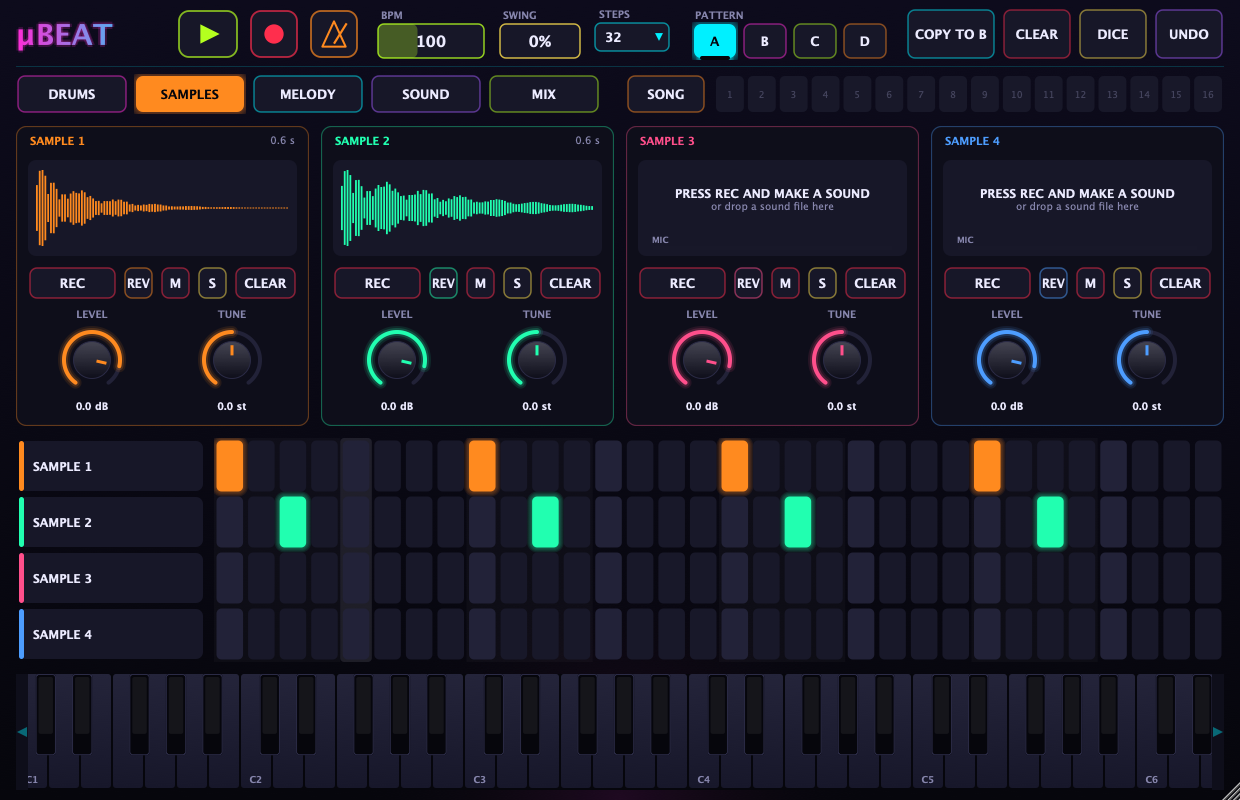 µBEAT
BPM
100
SWING
0%
STEPS
32
PATTERN
A B C D
COPY TO B
CLEAR
DICE
UNDO
DRUMS
SAMPLES
MELODY
SOUND
MIX
SONG
1 2 3 4 5 6 7 8 9 10 11 12 13 14 15 16
SAMPLE 1 0.6 s
REC REV M S CLEAR
LEVEL TUNE
0.0 dB 0.0 st
SAMPLE 2 0.6 s
REC REV M S CLEAR
LEVEL TUNE
0.0 dB 0.0 st
SAMPLE 3
PRESS REC AND MAKE A SOUND
or drop a sound file here
MIC
REC REV M S CLEAR
LEVEL TUNE
0.0 dB 0.0 st
SAMPLE 4
PRESS REC AND MAKE A SOUND
or drop a sound file here
MIC
REC REV M S CLEAR
LEVEL TUNE
0.0 dB 0.0 st
SAMPLE 1
SAMPLE 2
SAMPLE 3
SAMPLE 4
C1 C2 C3 C4 C5 C6